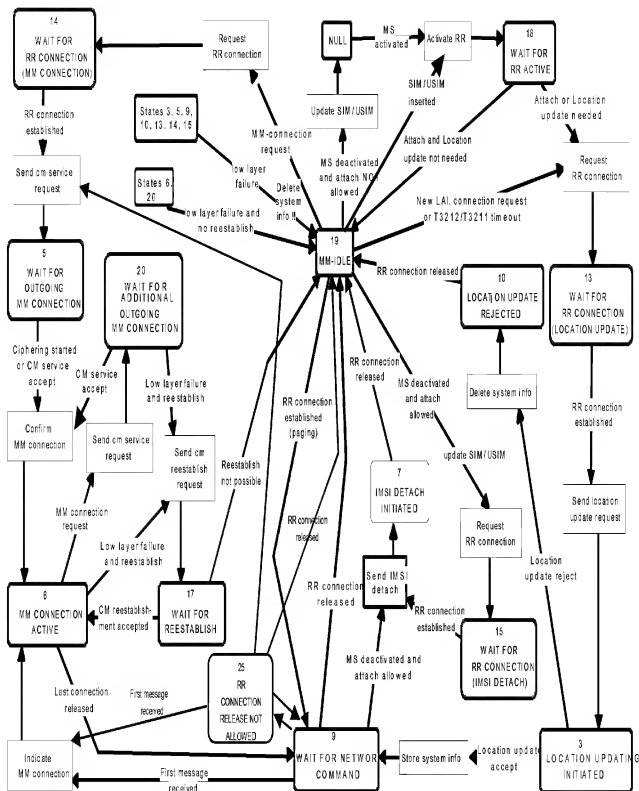 14
WAIT FOR
RR CONNECTION
(MM CONNECTION)
Request
RR connection
NULL
MS
activated
Activate RR
18
WAIT FOR
RR ACTIVE
RR connection
established
States 3, 5, 9,
10, 13, 14, 15
Update SIM/USIM
SIM/USIM
inserted
Attach or Location
update needed
MM-connection
request
Attach and Location
update not needed
Request
RR connection
Send cm service
request
low layer
failure
MS deactivated
and attach NO
allowed
States 6,
20
Delete
system
info !!
low layer failure and
no reestablish
New LAI, connection request
or T3212/T3211 timeout
19
MM-IDLE
5
WAIT FOR
OUTGOING
MM CONNECTION
20
WAIT FOR
ADDITIONAL
OUTGOING
MM CONNECTION
RR connection released
10
LOCATION UPDATE
REJECTED
13
WAIT FOR
RR CONNECTION
(LOCATION UPDATE)
Ciphering started
or CM service
accept
CM service
accept
Low layer failure
and reestablish
RR connection
released
MS deactivated
and attach
allowed
Delete system info
RR connection
established
(paging)
RR connection
established
Confirm
MM connection
Send cm service
request
Send cm
reestablish
request
Reestablish
not possible
update SIM/USIM
7
IMSI DETACH
INITIATED
MM connection
request
RR connection
released
Send location
update request
Request
RR connection
Low layer failure
and reestablish
Location
update reject
6
MM CONNECTION
ACTIVE
CM reestablish-
ment accepted
17
WAIT FOR
REESTABLISH
RR connection
released
Send IMSI
detach
RR connection
established
15
WAIT FOR
RR CONNECTION
(IMSI DETACH)
MS deactivated and
attach allowed
25
RR
CONNECTION
RELEASE NOT
ALLOWED
Last connection
released
First message
received
Indicate
MM connection
First message
received
9
WAIT FOR NETWORK
COMMAND
Store system info
Location update
accept
3
LOCATION UPDATING
INITIATED